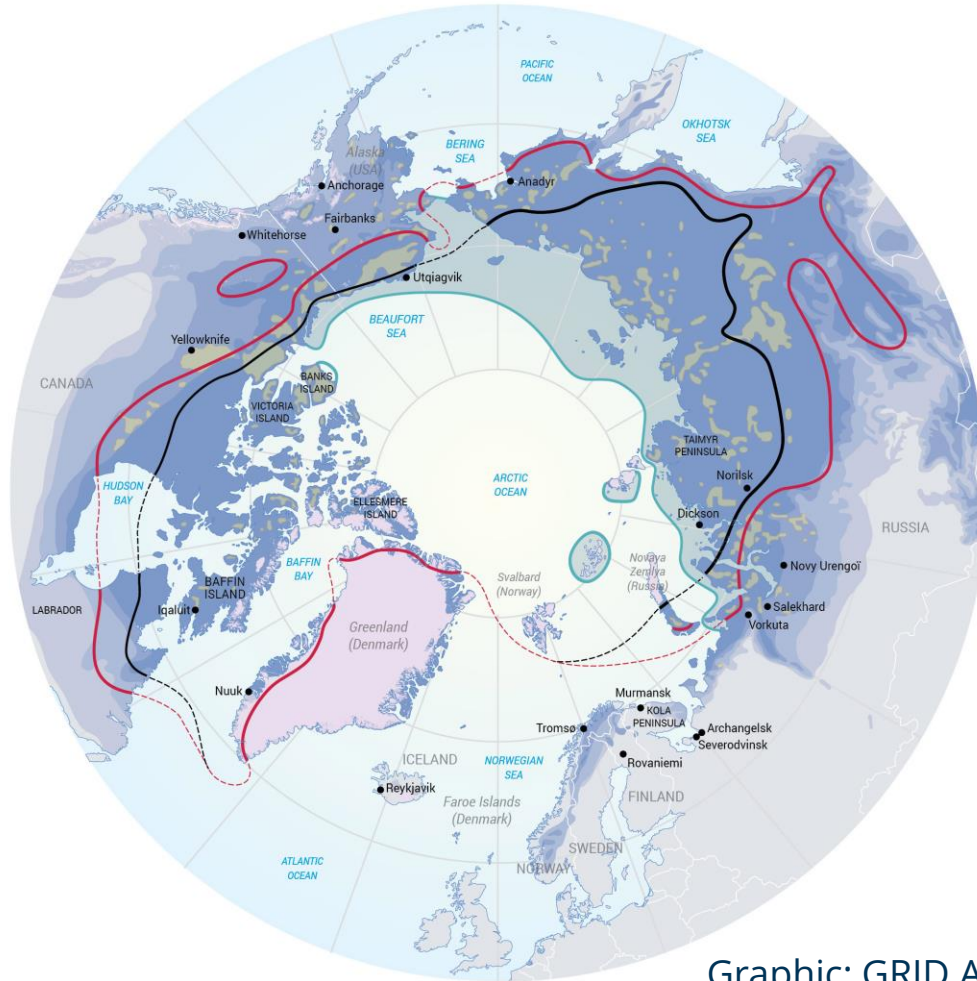 PACIFIC
OCEAN
OKHOTSK
SEA
BERING
SEA
Alaska
(USA)
Anchorage
Anadyr
Fairbanks
Whitehorse
Utqiagvik
BEAUFORT
SEA
Yellowknife
CANADA
BANKS
ISLAND
VICTORIA
ISLAND
TAIMYR
PENINSULA
HUDSON
BAY
ARCTIC
OCEAN
Norilsk
ELLESMERE
ISLAND
Dickson
RUSSIA
BAFFIN
BAY
Svalbard
(Norway)
Novaya
Zemlya
(Russia)
Novy Urengoï
BAFFIN
ISLAND
LABRADOR
Iqaluit
Salekhard
Vorkuta
Greenland
(Denmark)
Nuuk
Murmansk
KOLA
PENINSULA
Tromsø
Archangelsk
Severodvinsk
Rovaniemi
ICELAND
NORWEGIAN
SEA
Reykjavik
Faroe Islands
(Denmark)
FINLAND
SWEDEN
NORWAY
ATLANTIC
OCEAN
Graphic: GRID A